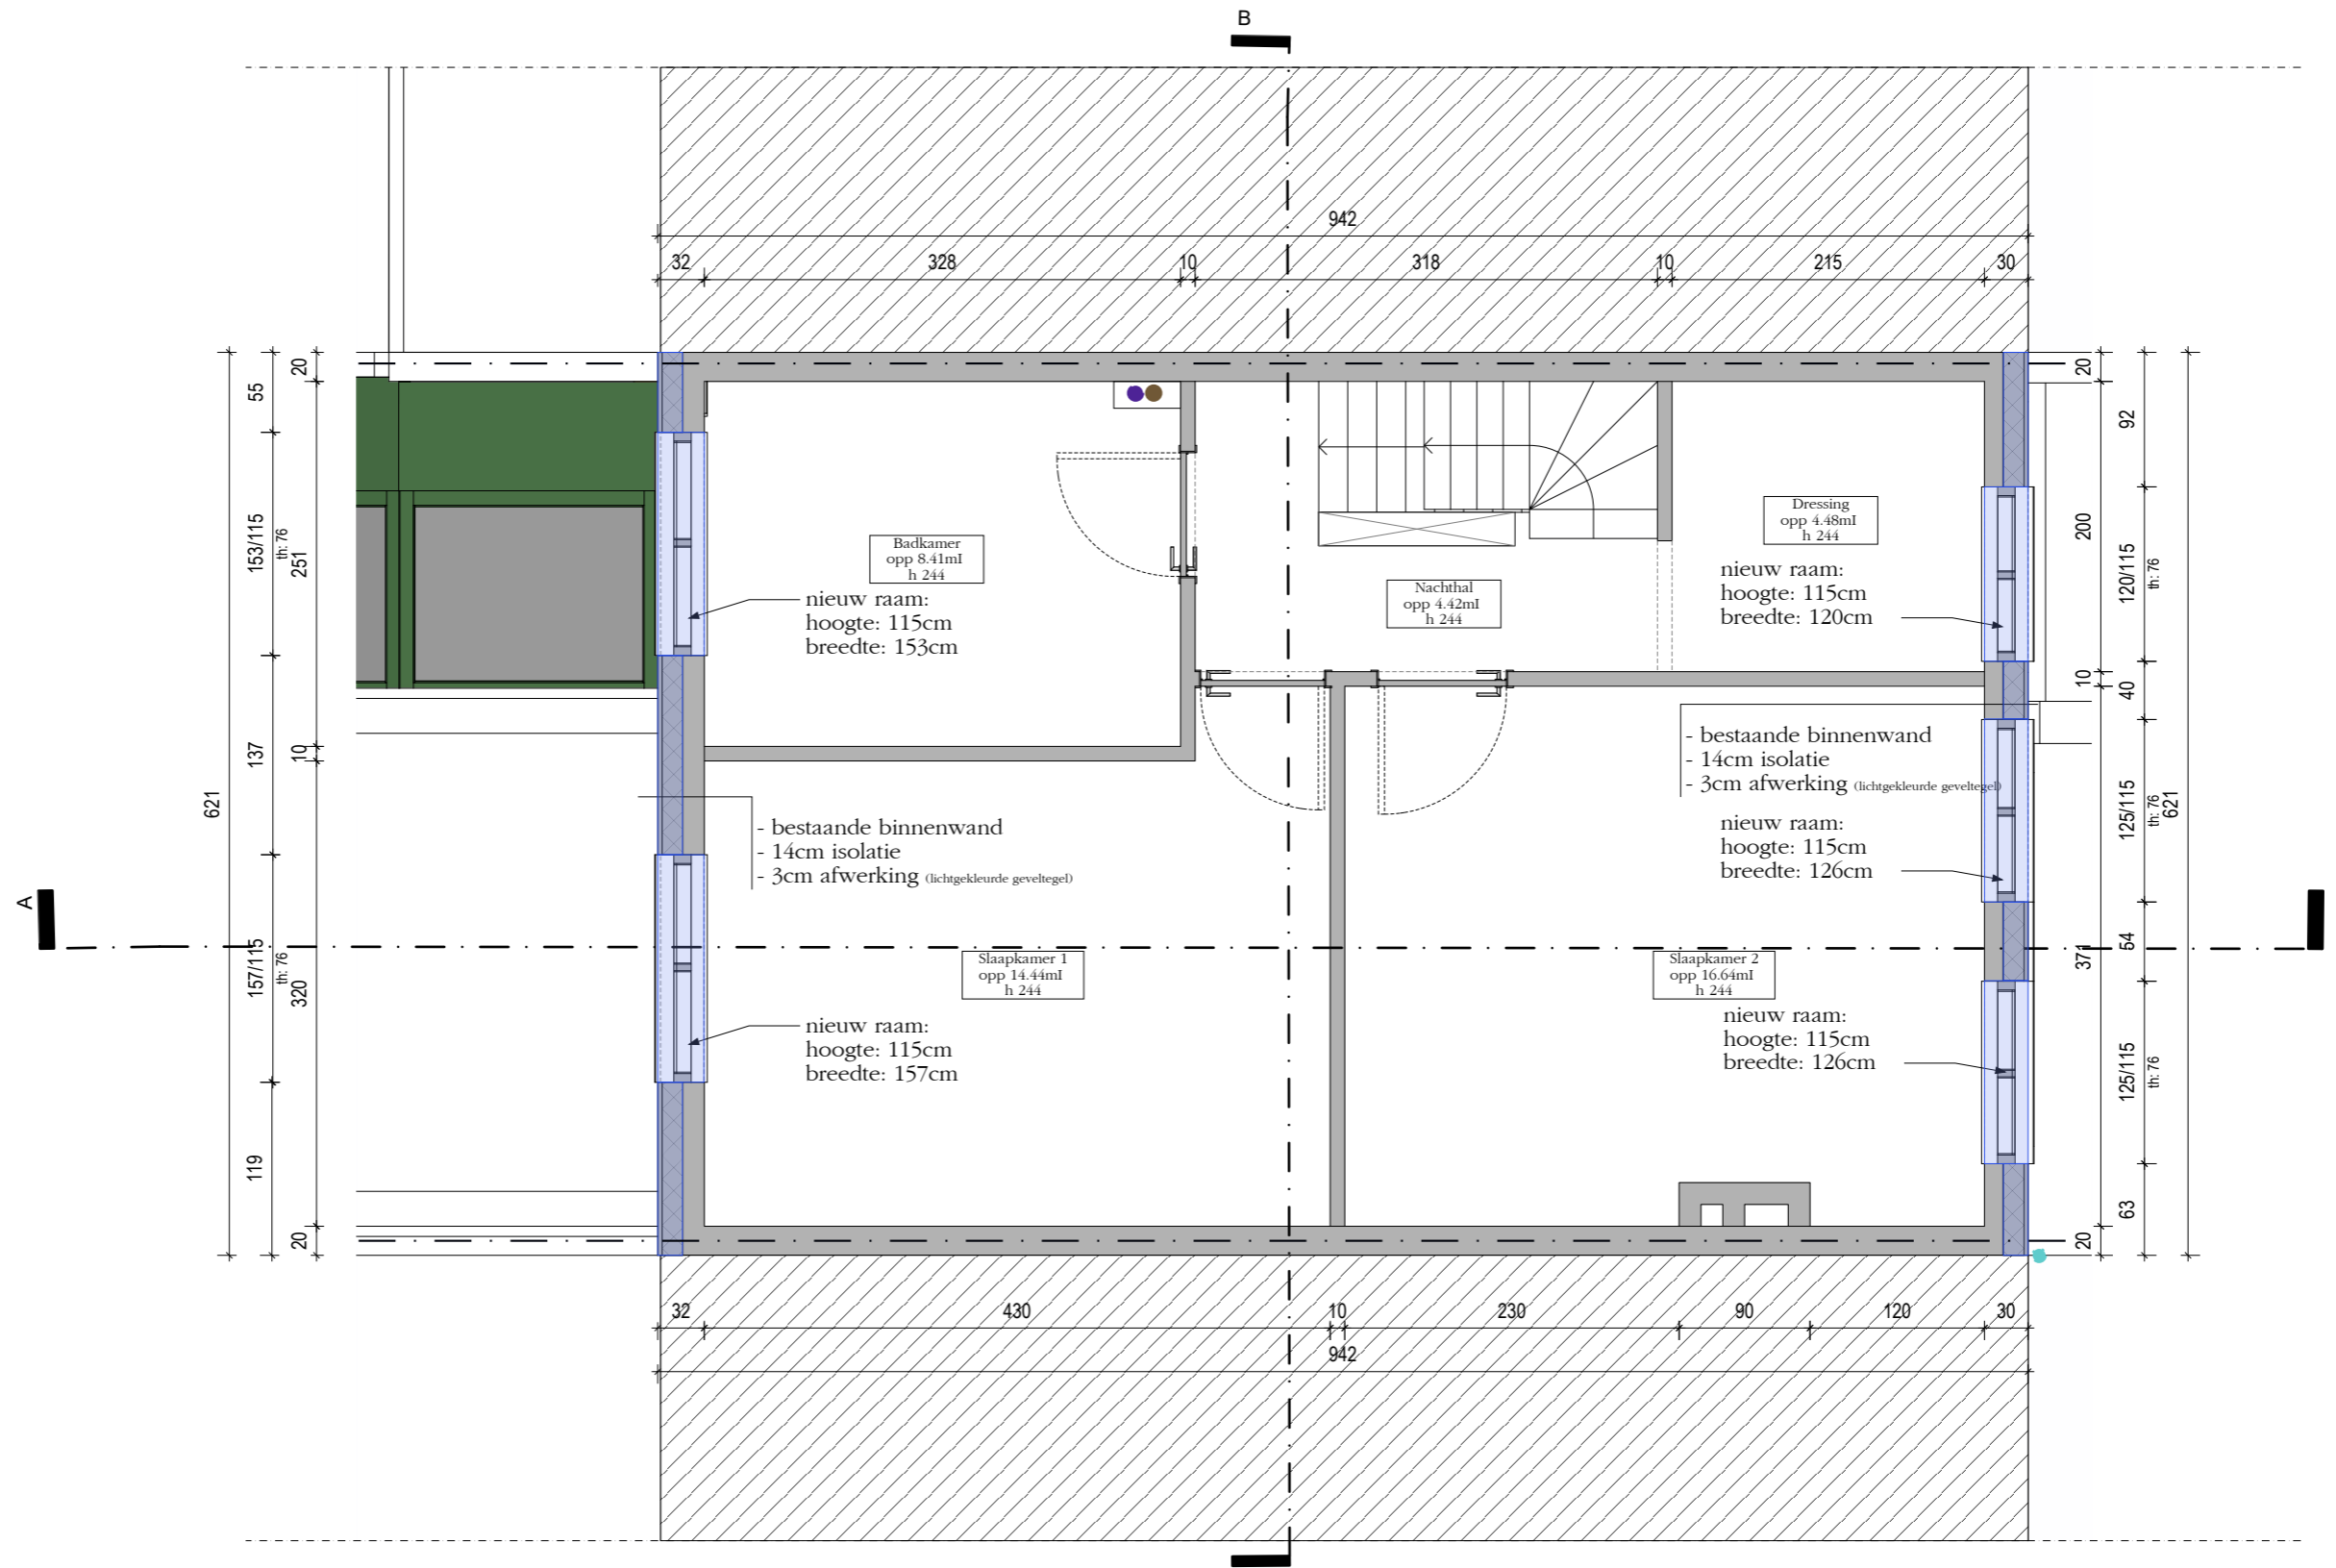 B
942
32
328
10
318
10
215
30
20
55
153/115
th: 76
251
137
10
621
157/115
th: 76
320
119
20
20
92
200
120/115
th: 76
10
40
125/115
th: 76
621
54
371
125/115
th: 76
63
20
Badkamer
opp 8.41mI
h 244
nieuw raam:
hoogte: 115cm
breedte: 153cm
Nachthal
opp 4.42mI
h 244
Dressing
opp 4.48mI
h 244
nieuw raam:
hoogte: 115cm
breedte: 120cm
- bestaande binnenwand
- 14cm isolatie
- 3cm afwerking (lichtgekleurde geveltegel)
- bestaande binnenwand
- 14cm isolatie
- 3cm afwerking (lichtgekleurde geveltegel)
nieuw raam:
hoogte: 115cm
breedte: 126cm
A
Slaapkamer 1
opp 14.44mI
h 244
Slaapkamer 2
opp 16.64mI
h 244
nieuw raam:
hoogte: 115cm
breedte: 157cm
nieuw raam:
hoogte: 115cm
breedte: 126cm
32
430
10
230
90
120
30
942